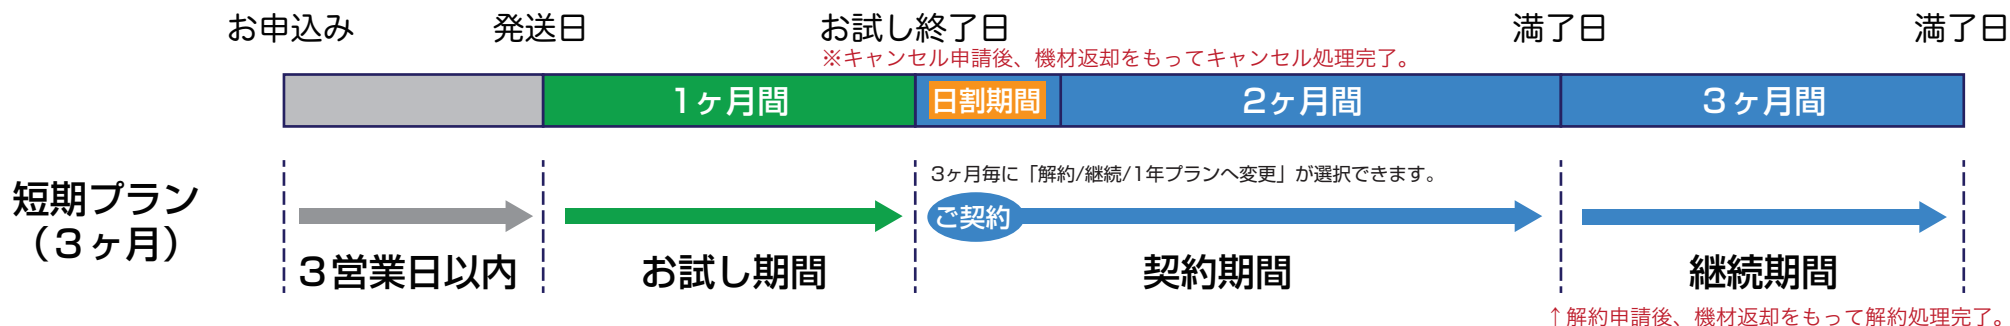 お申込み
発送日
お試し終了日
満了日
満了日
※キャンセル申請後、機材返却をもってキャンセル処理完了。
1ヶ月間
日割期間
2ヶ月間
3ヶ月間
短期プラン
（3ヶ月）
3ヶ月毎に「解約/継続/1年プランへ変更」が選択できます。
ご契約
3営業日以内
お試し期間
契約期間
継続期間
↑解約申請後、機材返却をもって解約処理完了。